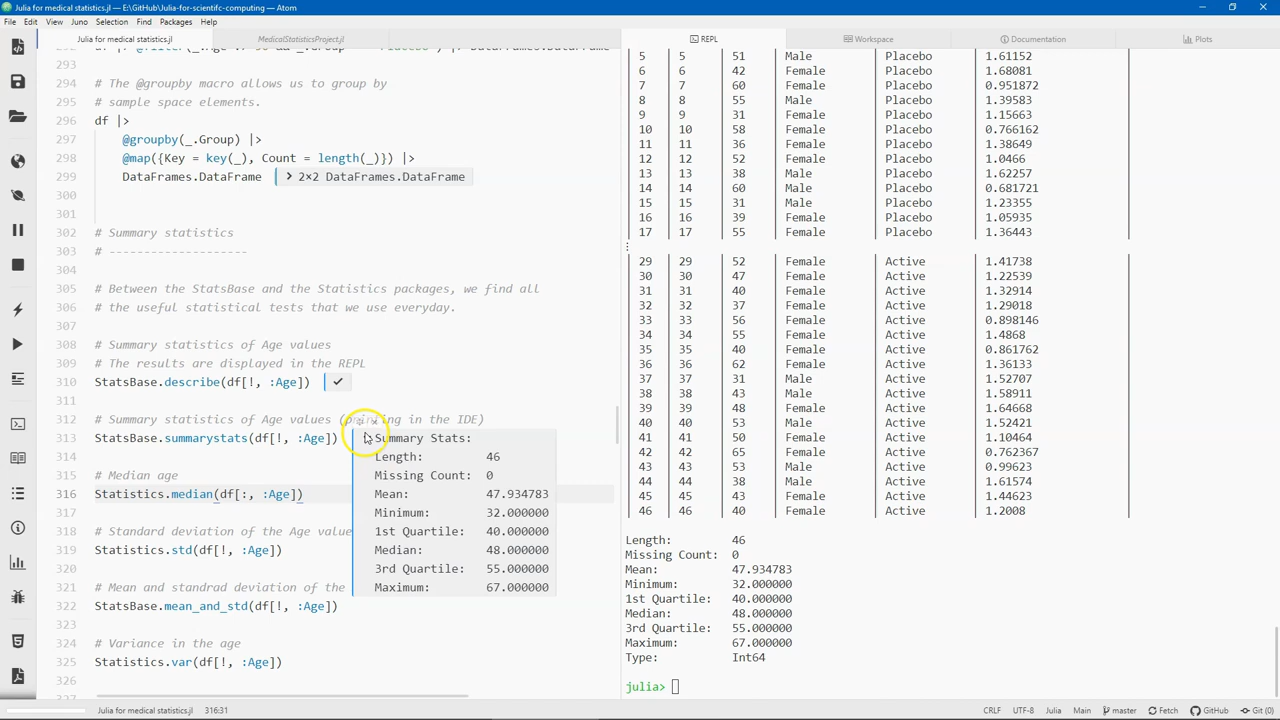 Julia for medical statistics.jl — E:\GitHub\Julia-for-scientifc-computing — Atom
File Edit View Juno Selection Find Packages Help
Julia for medical statistics.jl MedicalStatisticsProject.jl
293
294 # The @groupby macro allows us to group by
295 # sample space elements.
296 df |>
297 @groupby(_.Group) |>
298 @map({Key = key(_), Count = length(_)}) |>
299 DataFrames.DataFrame > 2×2 DataFrames.DataFrame
300
301
302 # Summary statistics
303 # --------------------
304
305 # Between the StatsBase and the Statistics packages, we find all
306 # the useful statistical tests that we use everyday.
307
308 # Summary statistics of Age values
309 # The results are displayed in the REPL
310 StatsBase.describe(df[!, :Age]) ✓
311
312 # Summary statistics of Age values (printing in the IDE)
313 StatsBase.summarystats(df[!, :Age])
Summary Stats:
314 Length: 46
315 # Median age Missing Count: 0
316 Statistics.median(df[:, :Age]) Mean: 47.934783
317 Minimum: 32.000000
318 # Standard deviation of the Age value 1st Quartile: 40.000000
319 Statistics.std(df[!, :Age]) Median: 48.000000
320 3rd Quartile: 55.000000
321 # Mean and standrad deviation of the Maximum: 67.000000
322 StatsBase.mean_and_std(df[!, :Age])
323
324 # Variance in the age
325 Statistics.var(df[!, :Age])
326
REPL Workspace Documentation Plots
5 5 51 Male Placebo 1.61152
6 6 42 Female Placebo 1.68081
7 7 60 Female Placebo 0.951872
8 8 55 Male Placebo 1.39583
9 9 31 Female Placebo 1.15663
10 10 58 Female Placebo 0.766162
11 11 36 Female Placebo 1.38649
12 12 52 Female Placebo 1.0466
13 13 38 Male Placebo 1.62257
14 14 60 Male Placebo 0.681721
15 15 31 Male Placebo 1.23355
16 16 39 Female Placebo 1.05935
17 17 55 Female Placebo 1.36443
⋮
29 29 52 Female Active 1.41738
30 30 47 Female Active 1.22539
31 31 40 Female Active 1.32914
32 32 37 Female Active 1.29018
33 33 56 Female Active 0.898146
34 34 55 Female Active 1.4868
35 35 40 Female Active 0.861762
36 36 62 Female Active 1.36133
37 37 31 Male Active 1.52707
38 38 43 Male Active 1.58911
39 39 48 Female Active 1.64668
40 40 53 Male Active 1.52421
41 41 50 Female Active 1.10464
42 42 65 Female Active 0.762367
43 43 53 Male Active 0.99623
44 44 53 Male Active 1.61574
45 45 43 Female Active 1.44623
46 46 40 Female Active 1.2008
Length: 46
Missing Count: 0
Mean: 47.934783
Minimum: 32.000000
1st Quartile: 40.000000
Median: 48.000000
3rd Quartile: 55.000000
Maximum: 67.000000
Type: Int64
julia>
Julia for medical statistics.jl 316:31 CRLF UTF-8 Julia Main master Fetch GitHub Git (0)